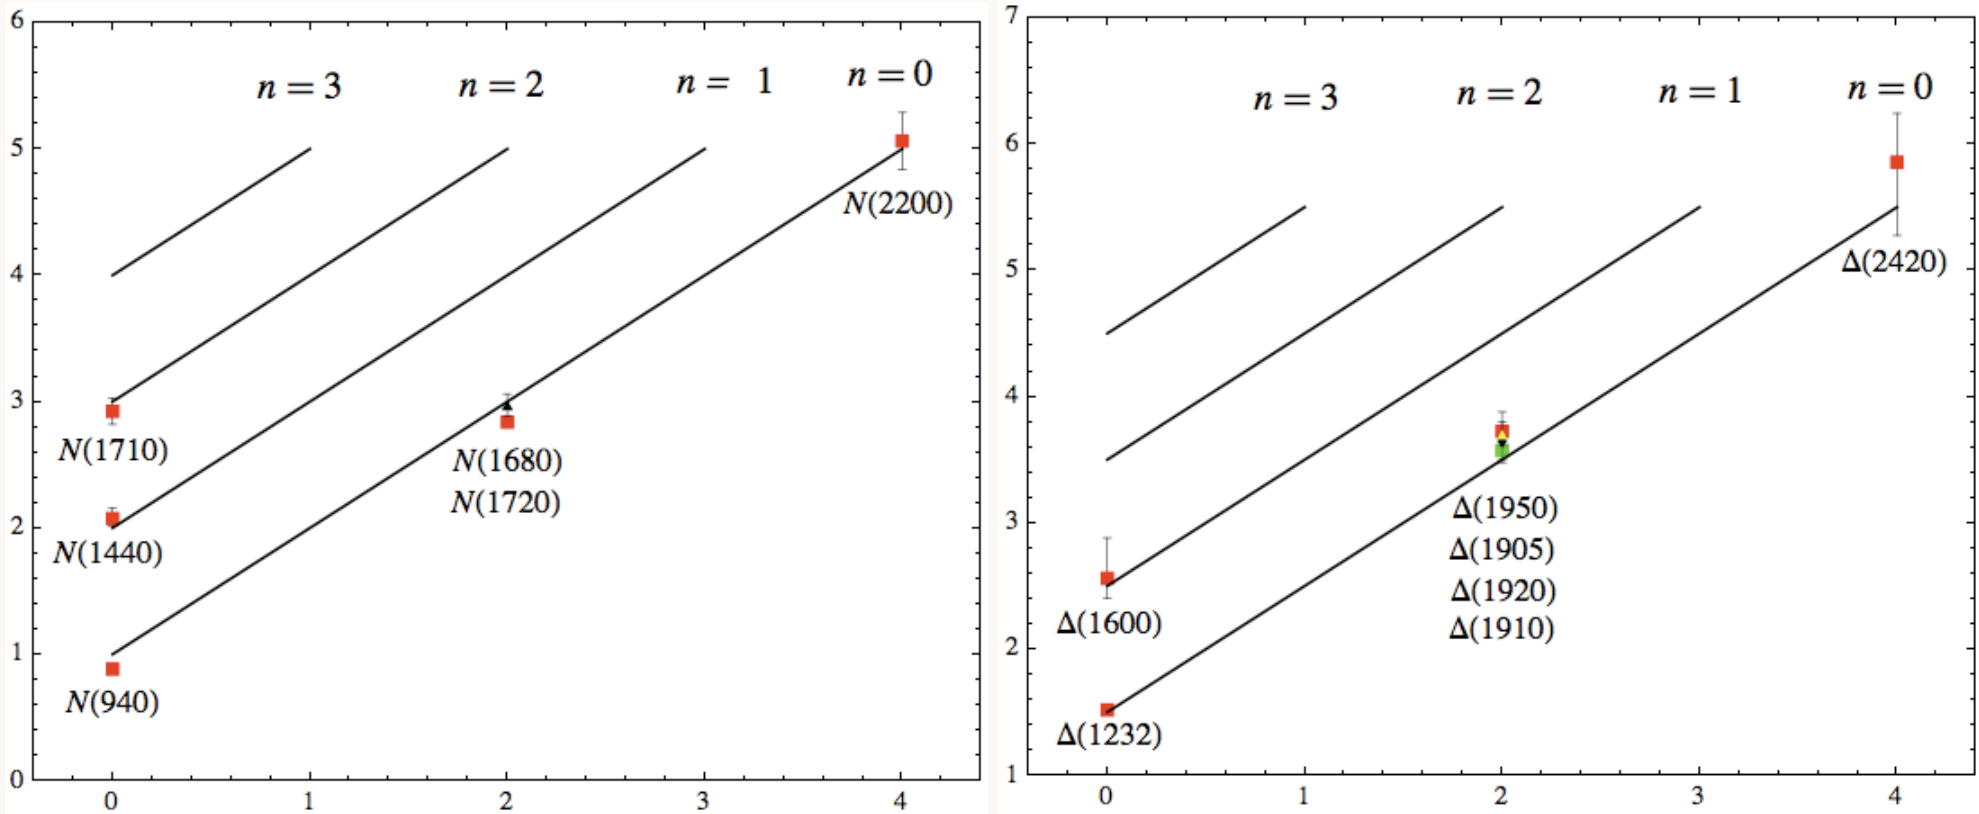 6
n = 3
n = 2
n = 1
n = 0
5
N(2200)
4
3
N(1710)
N(1680)
N(1720)
2
N(1440)
1
N(940)
0
0
1
2
3
4
7
n = 3
n = 2
n = 1
n = 0
6
5
Δ(2420)
4
3
Δ(1950)
Δ(1905)
Δ(1920)
Δ(1910)
Δ(1600)
2
Δ(1232)
1
0
1
2
3
4